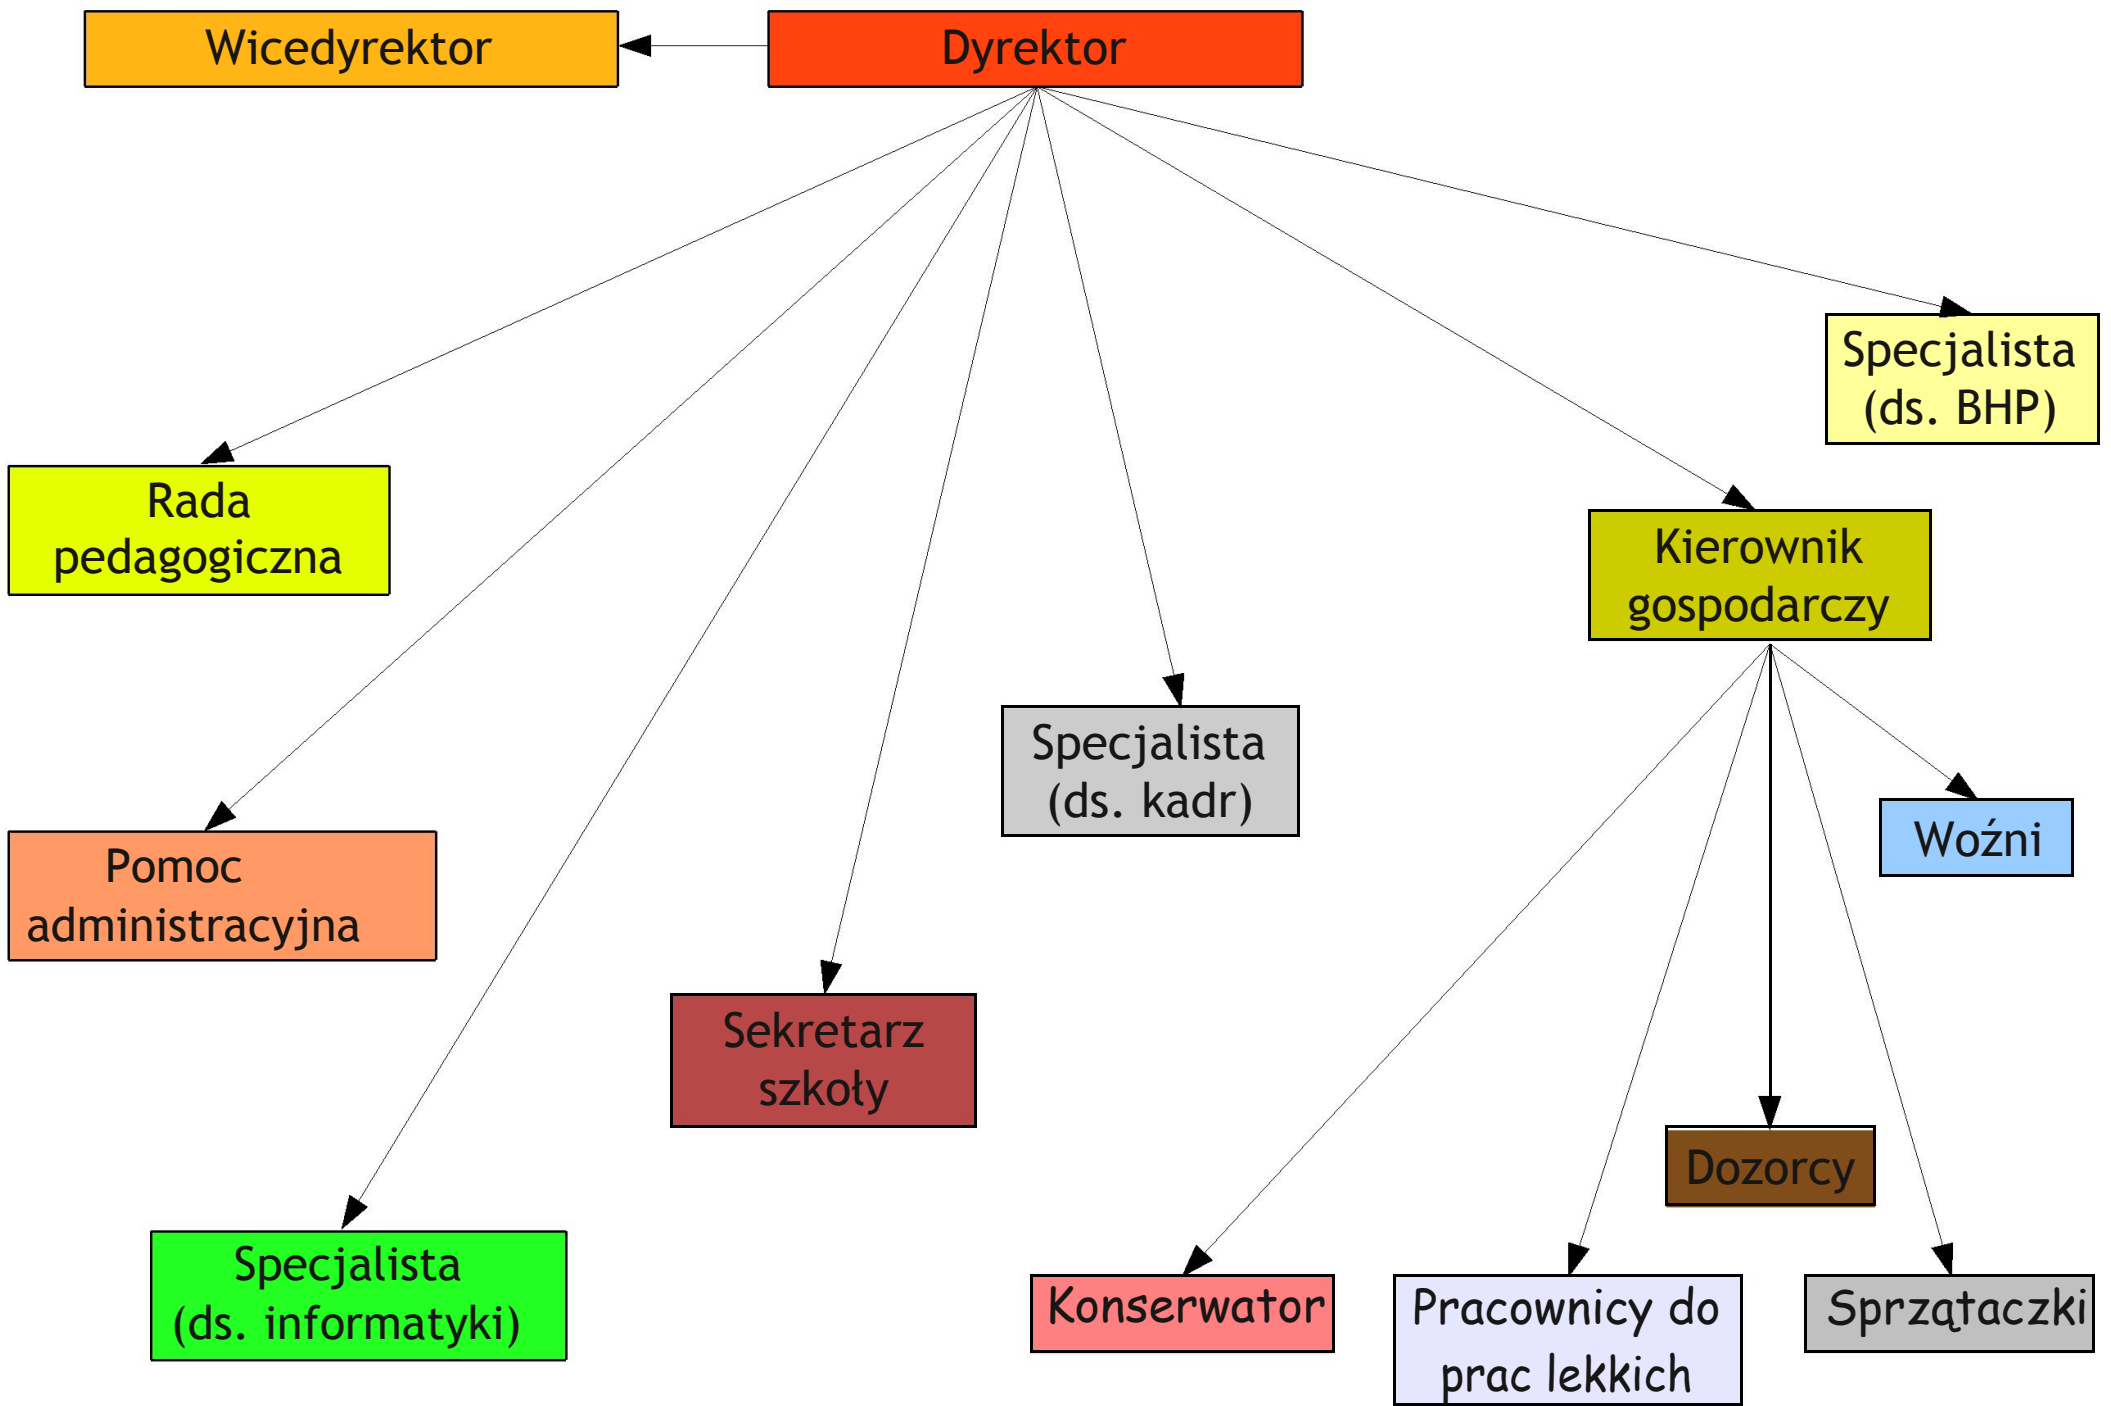 Wicedyrektor
Dyrektor
Specjalista
(ds. BHP)
Rada
pedagogiczna
Kierownik
gospodarczy
Specjalista
(ds. kadr)
Woźni
Pomoc
administracyjna
Sekretarz
szkoły
Dozorcy
Specjalista
(ds. informatyki)
Konserwator
Pracownicy do
prac lekkich
Sprzątaczki